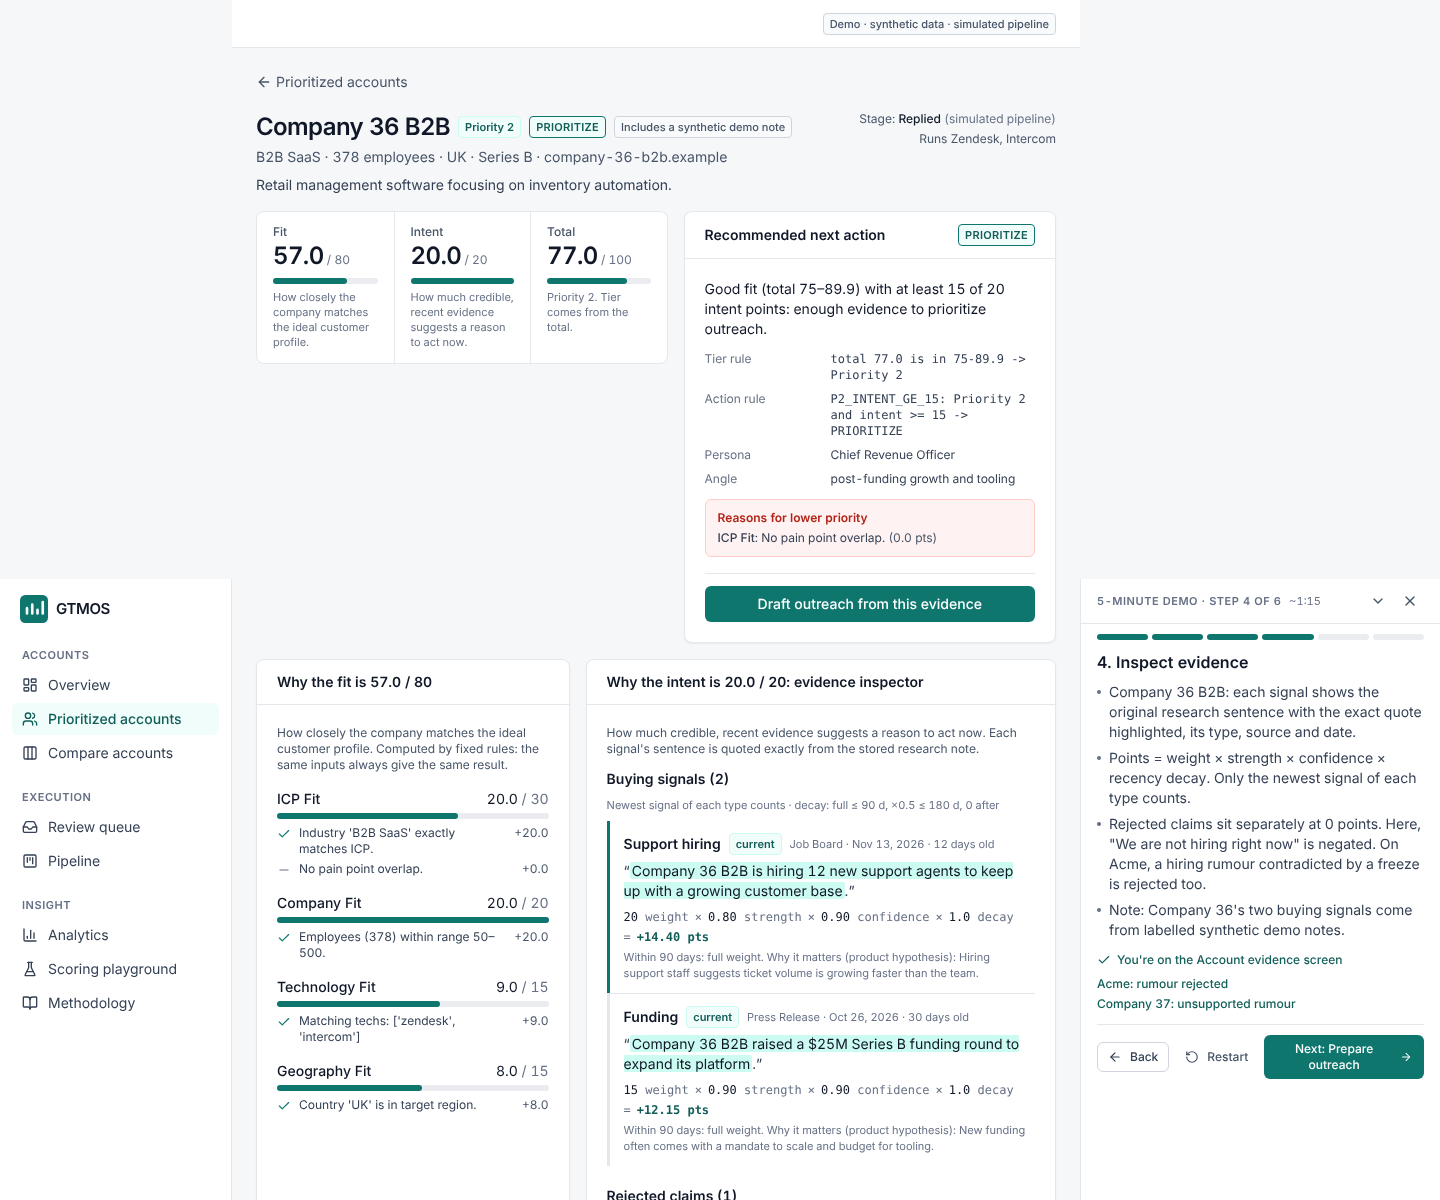 Demo · synthetic data · simulated pipeline
← Prioritized accounts
Company 36 B2B Priority 2 PRIORITIZE Includes a synthetic demo note
Stage: Replied (simulated pipeline)
Runs Zendesk, Intercom
B2B SaaS · 378 employees · UK · Series B · company-36-b2b.example
Retail management software focusing on inventory automation.
Fit
57.0 / 80
How closely the
company matches
the ideal customer
profile.
Intent
20.0 / 20
How much credible,
recent evidence
suggests a reason
to act now.
Total
77.0 / 100
Priority 2. Tier
comes from the
total.
Recommended next action PRIORITIZE
Good fit (total 75–89.9) with at least 15 of 20
intent points: enough evidence to prioritize
outreach.
Tier rule total 77.0 is in 75-89.9 ->
Priority 2
Action rule P2_INTENT_GE_15: Priority 2
and intent >= 15 ->
PRIORITIZE
Persona Chief Revenue Officer
Angle post-funding growth and tooling
Reasons for lower priority
ICP Fit: No pain point overlap. (0.0 pts)
Draft outreach from this evidence
GTMOS
ACCOUNTS
Overview
Prioritized accounts
Compare accounts
EXECUTION
Review queue
Pipeline
INSIGHT
Analytics
Scoring playground
Methodology
Why the fit is 57.0 / 80
How closely the company matches the ideal
customer profile. Computed by fixed rules: the
same inputs always give the same result.
ICP Fit 20.0 / 30
Industry 'B2B SaaS' exactly +20.0
matches ICP.
— No pain point overlap. +0.0
Company Fit 20.0 / 20
Employees (378) within range 50– +20.0
500.
Technology Fit 9.0 / 15
Matching techs: ['zendesk', +9.0
'intercom']
Geography Fit 8.0 / 15
Country 'UK' is in target region. +8.0
Why the intent is 20.0 / 20: evidence inspector
How much credible, recent evidence suggests a reason to act now. Each
signal's sentence is quoted exactly from the stored research note.
Buying signals (2)
Newest signal of each type counts · decay: full ≤ 90 d, ×0.5 ≤ 180 d, 0 after
Support hiring current Job Board · Nov 13, 2026 · 12 days old
“Company 36 B2B is hiring 12 new support agents to keep
up with a growing customer base.”
20 weight × 0.80 strength × 0.90 confidence × 1.0 decay
= +14.40 pts
Within 90 days: full weight. Why it matters (product hypothesis): Hiring
support staff suggests ticket volume is growing faster than the team.
Funding current Press Release · Oct 26, 2026 · 30 days old
“Company 36 B2B raised a $25M Series B funding round to
expand its platform.”
15 weight × 0.90 strength × 0.90 confidence × 1.0 decay
= +12.15 pts
Within 90 days: full weight. Why it matters (product hypothesis): New funding
often comes with a mandate to scale and budget for tooling.
Rejected claims (1)
5-MINUTE DEMO · STEP 4 OF 6 ~1:15
4. Inspect evidence
• Company 36 B2B: each signal shows the
original research sentence with the exact quote
highlighted, its type, source and date.
• Points = weight × strength × confidence ×
recency decay. Only the newest signal of each
type counts.
• Rejected claims sit separately at 0 points. Here,
"We are not hiring right now" is negated. On
Acme, a hiring rumour contradicted by a freeze
is rejected too.
• Note: Company 36's two buying signals come
from labelled synthetic demo notes.
You're on the Account evidence screen
Acme: rumour rejected
Company 37: unsupported rumour
← Back Restart Next: Prepare
outreach →